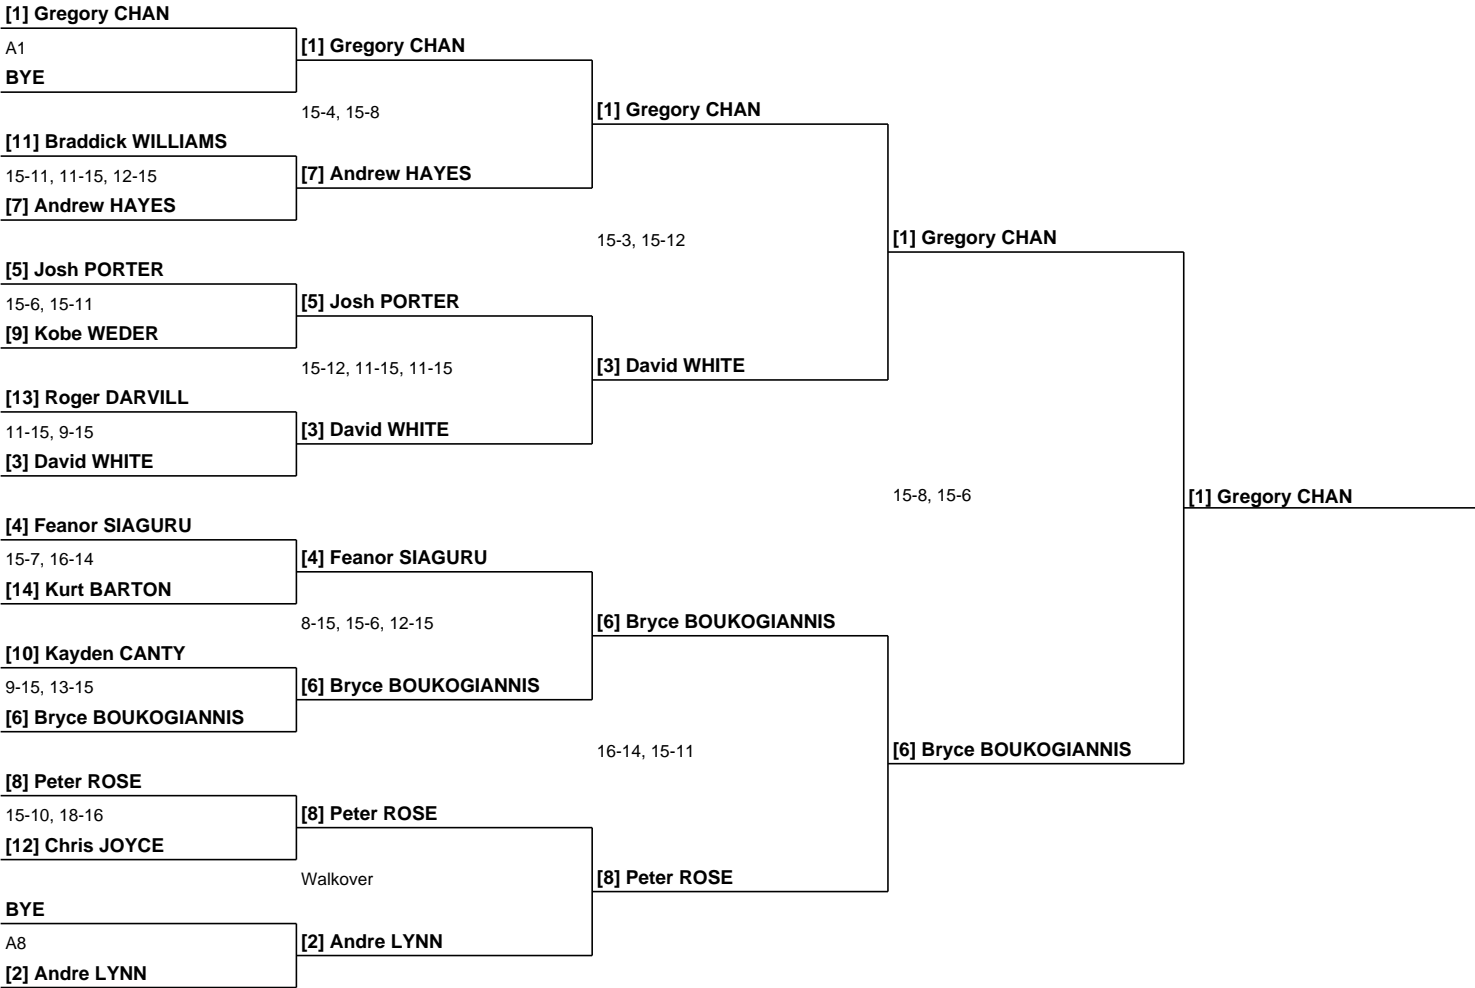 [1] Gregory CHAN
A1
BYE
[11] Braddick WILLIAMS
15-11, 11-15, 12-15
[7] Andrew HAYES
[5] Josh PORTER
15-6, 15-11
[9] Kobe WEDER
[13] Roger DARVILL
11-15, 9-15
[3] David WHITE
[4] Feanor SIAGURU
15-7, 16-14
[14] Kurt BARTON
[10] Kayden CANTY
9-15, 13-15
[6] Bryce BOUKOGIANNIS
[8] Peter ROSE
15-10, 18-16
[12] Chris JOYCE
BYE
A8
[2] Andre LYNN
[1] Gregory CHAN
15-4, 15-8
[7] Andrew HAYES
[5] Josh PORTER
15-12, 11-15, 11-15
[3] David WHITE
[4] Feanor SIAGURU
8-15, 15-6, 12-15
[6] Bryce BOUKOGIANNIS
[8] Peter ROSE
Walkover
[2] Andre LYNN
[1] Gregory CHAN
15-3, 15-12
[3] David WHITE
[6] Bryce BOUKOGIANNIS
16-14, 15-11
[8] Peter ROSE
[1] Gregory CHAN
15-8, 15-6
[6] Bryce BOUKOGIANNIS
[1] Gregory CHAN